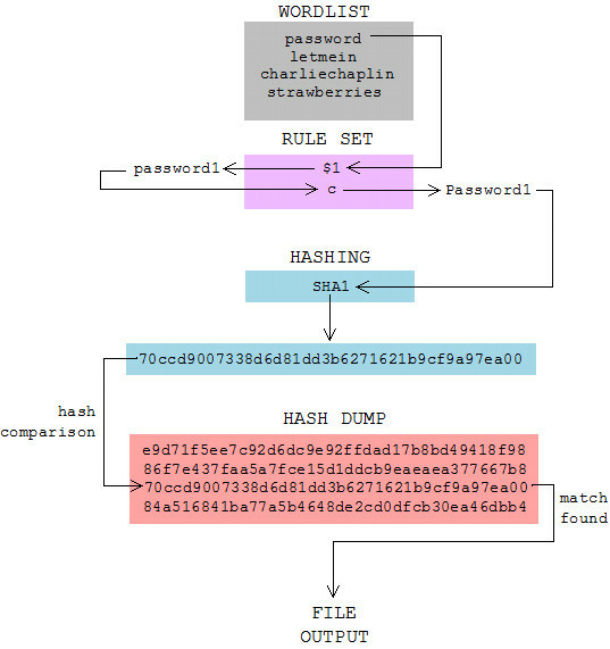 WORDLIST
password
letmein
charliechaplin
strawberries
RULE SET
password1
$1
c
Password1
HASHING
SHA1
70ccd9007338d6d81dd3b6271621b9cf9a97ea00
hash
comparison
HASH DUMP
e9d71f5ee7c92d6dc9e92ffdad17b8bd49418f98
86f7e437faa5a7fce15d1ddcb9eaeaea377667b8
70ccd9007338d6d81dd3b6271621b9cf9a97ea00
84a516841ba77a5b4648de2cd0dfcb30ea46dbb4
match
found
FILE
OUTPUT